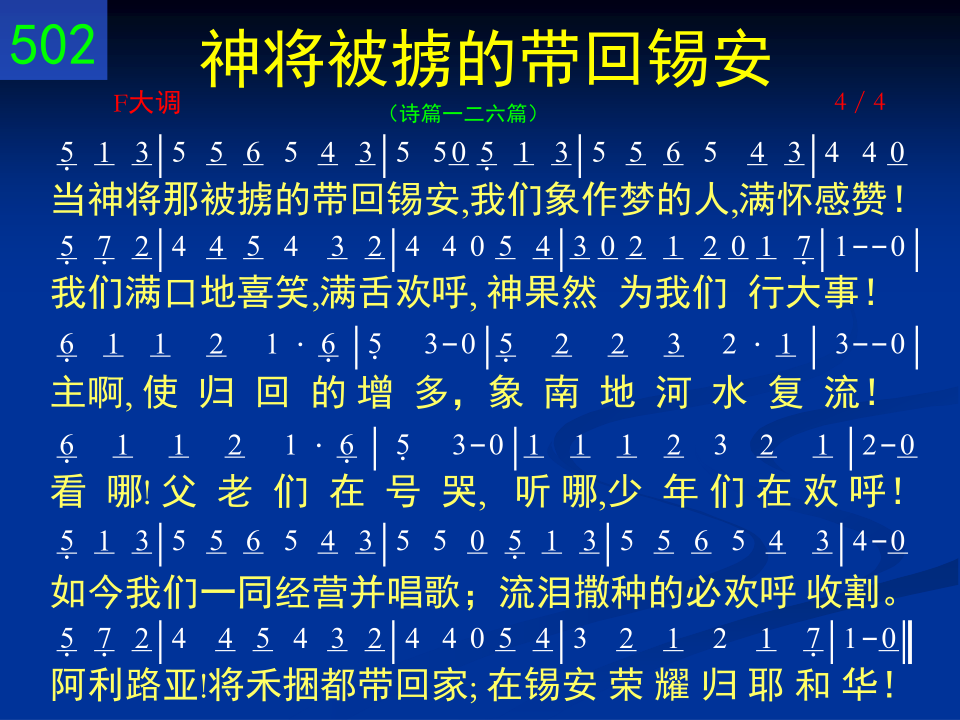 502
神将被掳的带回锡安
F大调 （诗篇一二六篇） 4 / 4
5̣ 1 3|5 5 6 5 4 3|5 5 0 5̣ 1 3|5 5 6 5 4 3|4 4 0
当神将那被掳的带回锡安,我们象作梦的人,满怀感赞！
5̣ 7̣ 2|4 4 5 4 3 2|4 4 0 5 4|3 0 2 1 2 0 1 7̣|1--0|
我们满口地喜笑,满舌欢呼, 神果然 为我们 行大事！
6̣ 1 1 2 1 · 6̣|5̣ 3-0|5̣ 2 2 3 2 · 1|3--0|
主啊, 使 归 回 的 增 多，象 南 地 河 水 复 流！
6̣ 1 1 2 1 · 6̣|5̣ 3-0|1 1 1 2 3 2 1|2-0
看 哪! 父 老 们 在 号 哭, 听 哪,少 年 们 在 欢 呼！
5̣ 1 3|5 5 6 5 4 3|5 5 0 5̣ 1 3|5 5 6 5 4 3|4-0
如今我们一同经营并唱歌；流泪撒种的必欢呼 收割。
5̣ 7̣ 2|4 4 5 4 3 2|4 4 0 5 4|3 2 1 2 1 7̣|1-0‖
阿利路亚!将禾捆都带回家; 在锡安 荣 耀 归 耶 和 华！